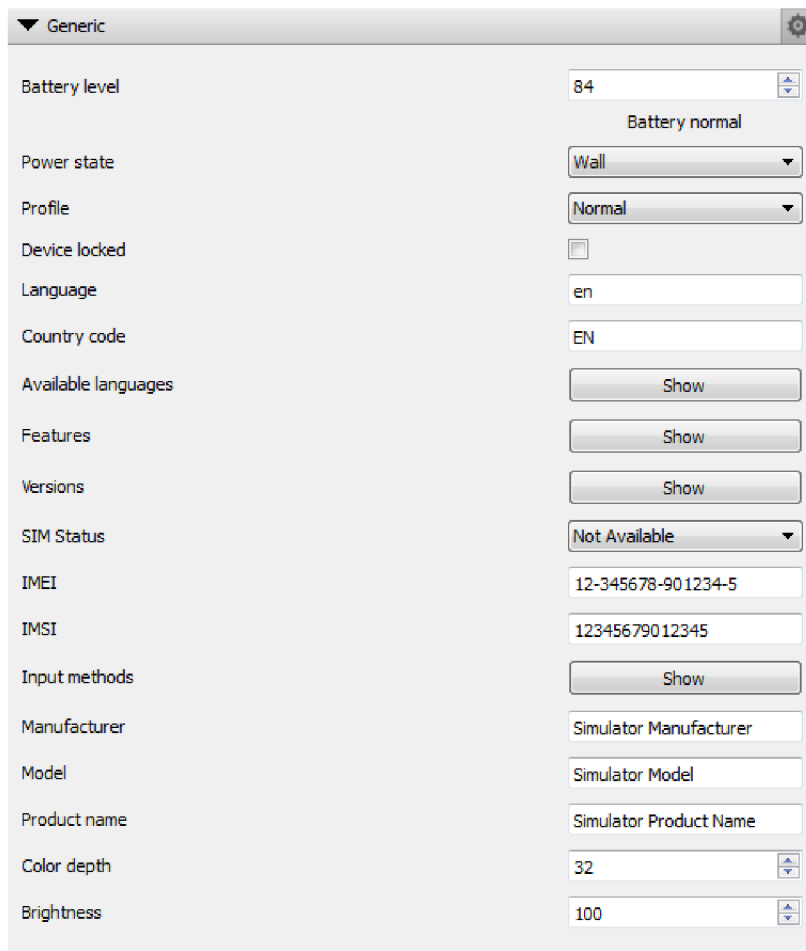 Generic
Battery level 84
Battery normal
Power state Wall
Profile Normal
Device locked
Language en
Country code EN
Available languages Show
Features Show
Versions Show
SIM Status Not Available
IMEI 12-345678-901234-5
IMSI 12345679012345
Input methods Show
Manufacturer Simulator Manufacturer
Model Simulator Model
Product name Simulator Product Name
Color depth 32
Brightness 100